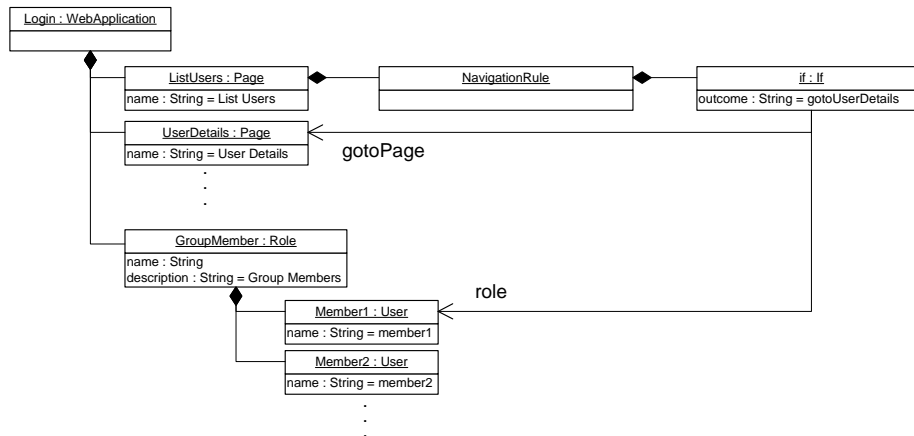 Login : WebApplication
ListUsers : Page
name : String = List Users
NavigationRule
if : If
outcome : String = gotoUserDetails
UserDetails : Page
name : String = User Details
gotoPage
GroupMember : Role
name : String
description : String = Group Members
role
Member1 : User
name : String = member1
Member2 : User
name : String = member2